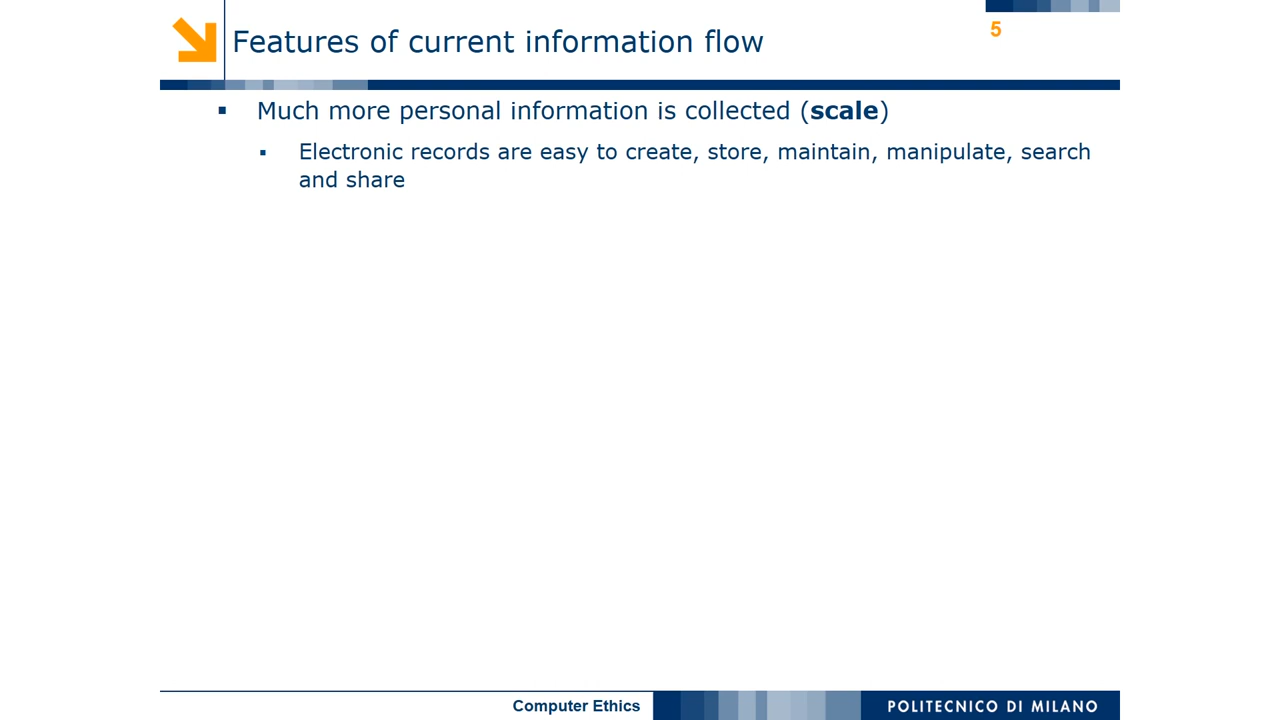 Features of current information flow
5
▪ Much more personal information is collected (scale)
▪ Electronic records are easy to create, store, maintain, manipulate, search
and share
Computer Ethics
POLITECNICO DI MILANO